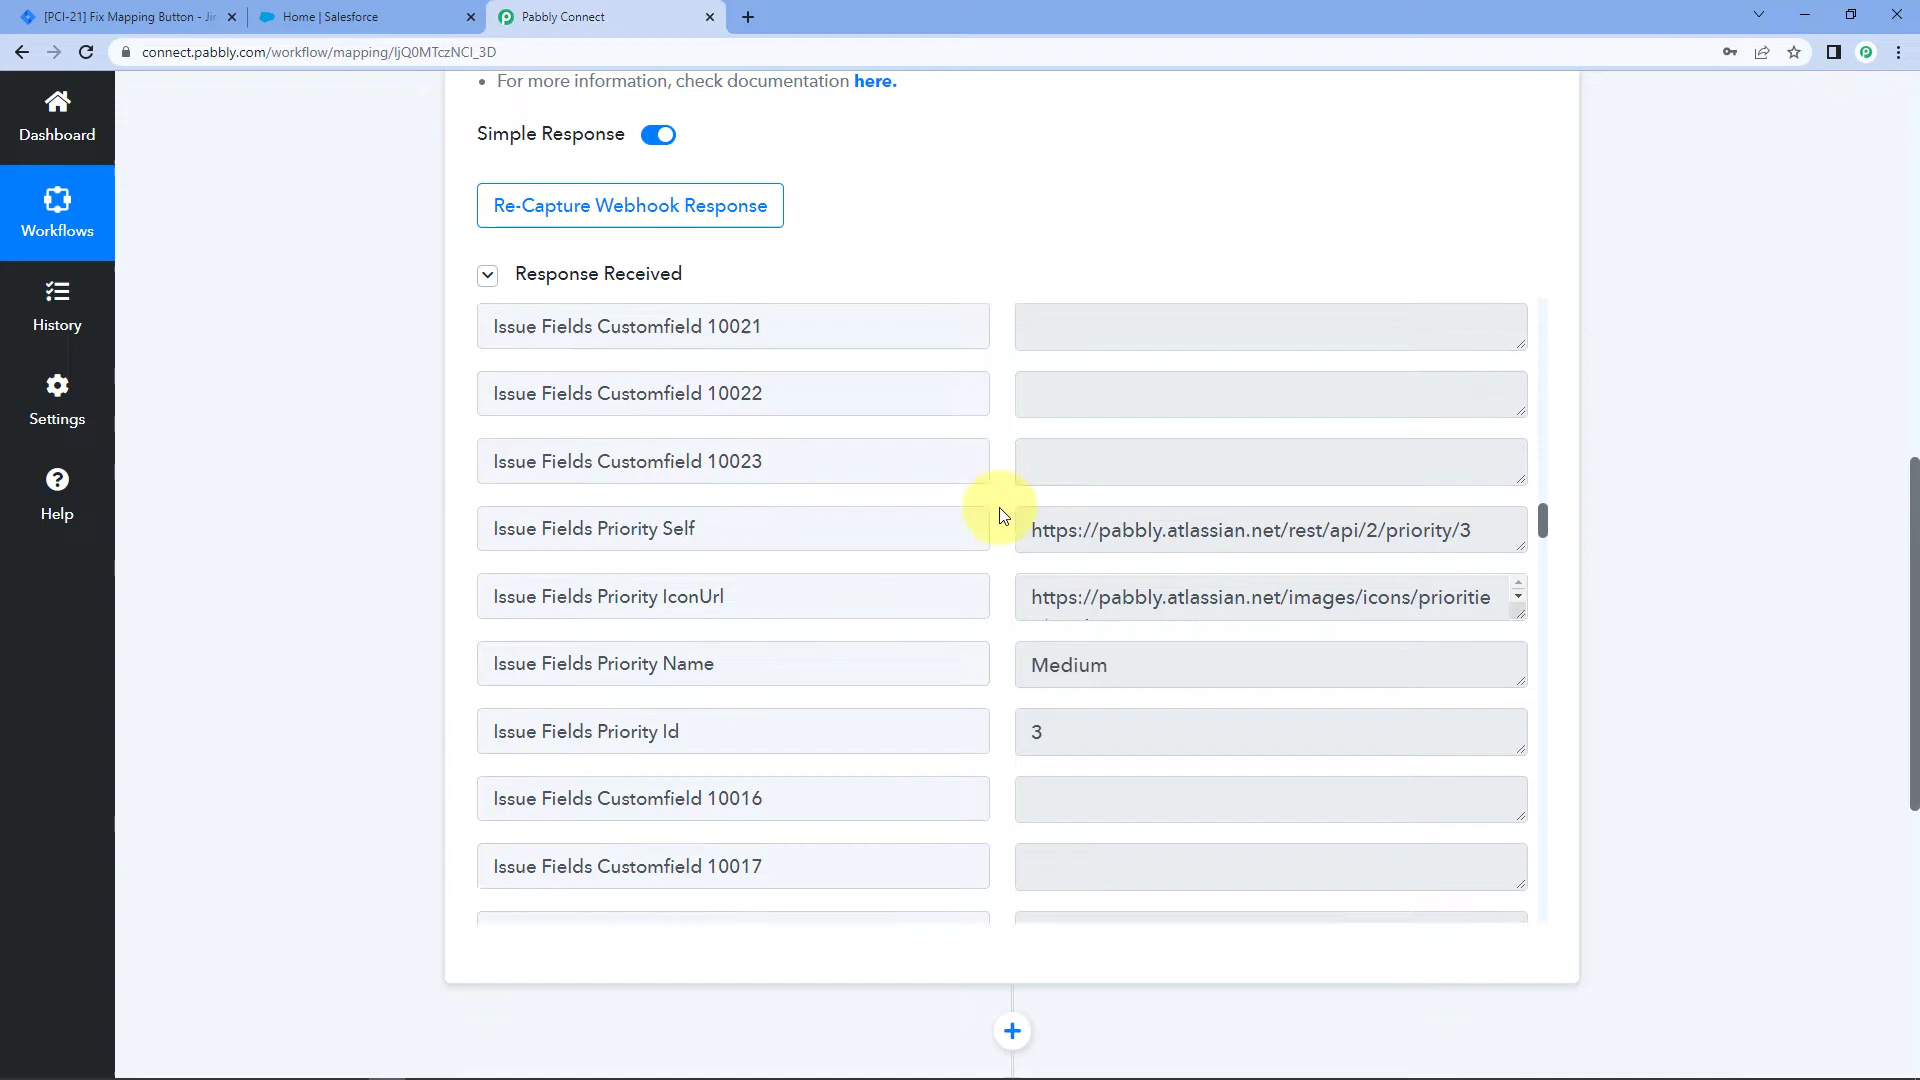 [PCI-21] Fix Mapping Button - Jir
Home | Salesforce
Pabbly Connect
connect.pabbly.com/workflow/mapping/IjQ0MTczNCI_3D
For more information, check documentation here.
Dashboard
Simple Response
Workflows
Re-Capture Webhook Response
Response Received
History
Issue Fields Customfield 10021
Issue Fields Customfield 10022
Settings
Issue Fields Customfield 10023
Help
Issue Fields Priority Self
https://pabbly.atlassian.net/rest/api/2/priority/3
Issue Fields Priority IconUrl
https://pabbly.atlassian.net/images/icons/prioritie
Issue Fields Priority Name
Medium
Issue Fields Priority Id
3
Issue Fields Customfield 10016
Issue Fields Customfield 10017